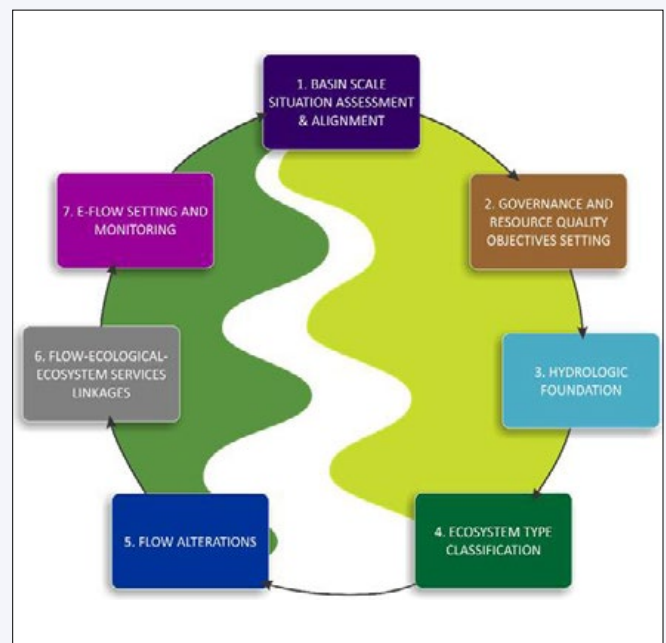 1. BASIN SCALE
SITUATION ASSESSMENT
& ALIGNMENT
2. GOVERNANCE AND
RESOURCE QUALITY
OBJECTIVES SETTING
3. HYDROLOGIC
FOUNDATION
4. ECOSYSTEM TYPE
CLASSIFICATION
5. FLOW ALTERATIONS
6. FLOW-ECOLOGICAL-
ECOSYSTEM SERVICES
LINKAGES
7. E-FLOW SETTING AND
MONITORING